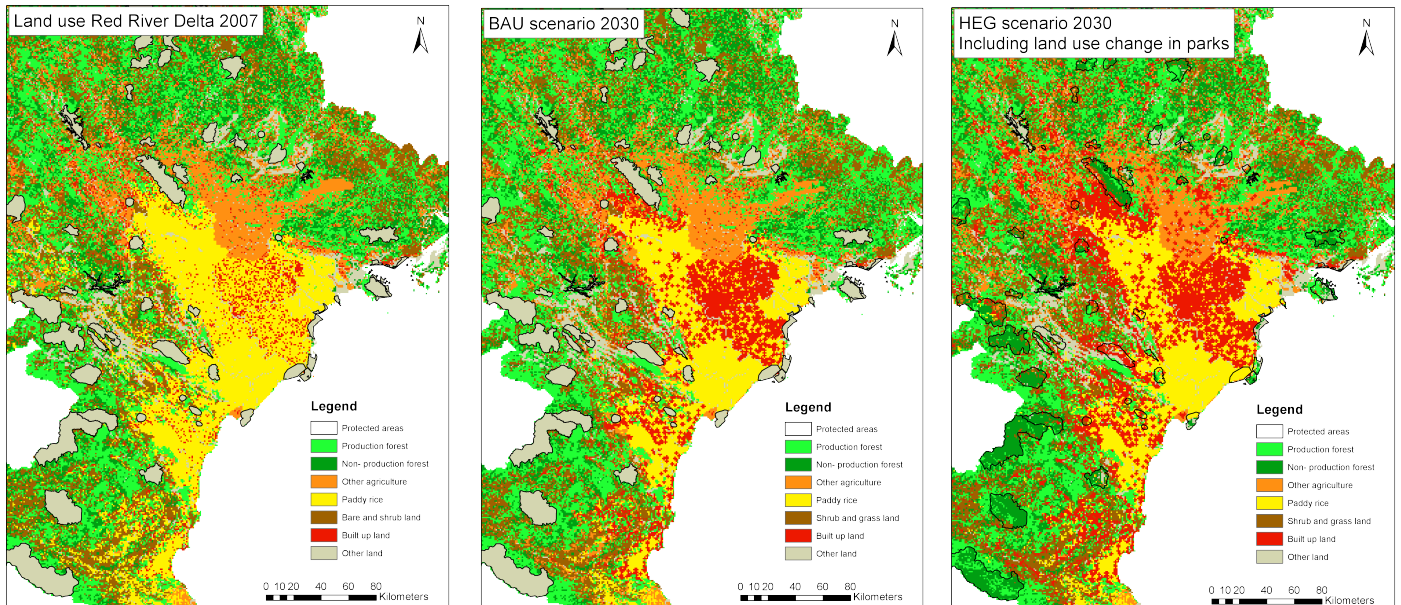 Land use Red River Delta 2007
N
Legend
Protected areas
Production forest
Non- production forest
Other agriculture
Paddy rice
Bare and shrub land
Built up land
Other land
0 10 20 40 60 80
Kilometers
BAU scenario 2030
N
Legend
Protected areas
Production forest
Non- production forest
Other agriculture
Paddy rice
Shrub and grass land
Built up land
Other land
0 10 20 40 60 80
Kilometers
HEG scenario 2030
Including land use change in parks
N
Legend
Protected areas
Production forest
Non- production forest
Other agriculture
Paddy rice
Shrub and grass land
Built up land
Other land
0 10 20 40 60 80
Kilometers